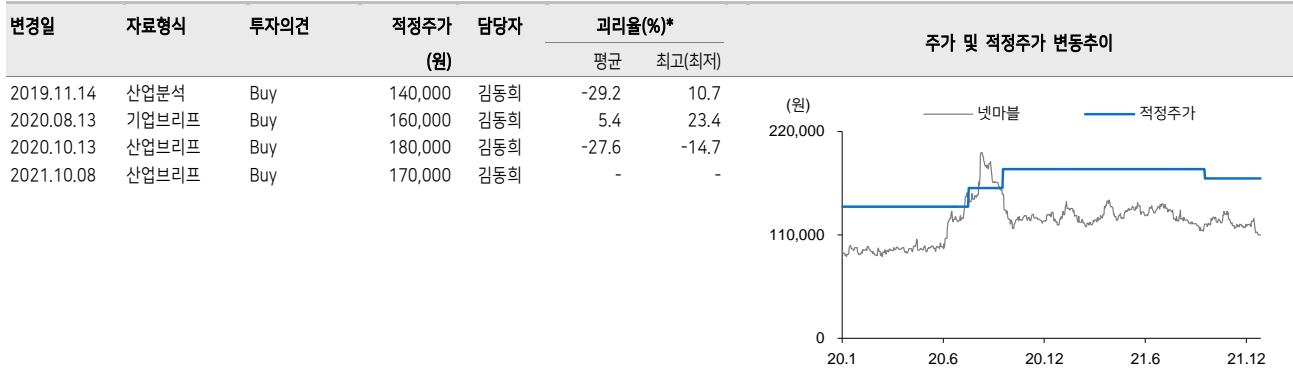 변경일 자료형식 투자의견 적정주가 담당자 괴리율(%)* 주가 및 적정주가 변동추이
(원) 평균 최고(최저)
2019.11.14 산업분석 Buy 140,000 김동희 -29.2 10.7
2020.08.13 기업브리프 Buy 160,000 김동희 5.4 23.4
2020.10.13 산업브리프 Buy 180,000 김동희 -27.6 -14.7
2021.10.08 산업브리프 Buy 170,000 김동희 - -
(원) 넷마블 적정주가
220,000
110,000
0
20.1 20.6 20.12 21.6 21.12